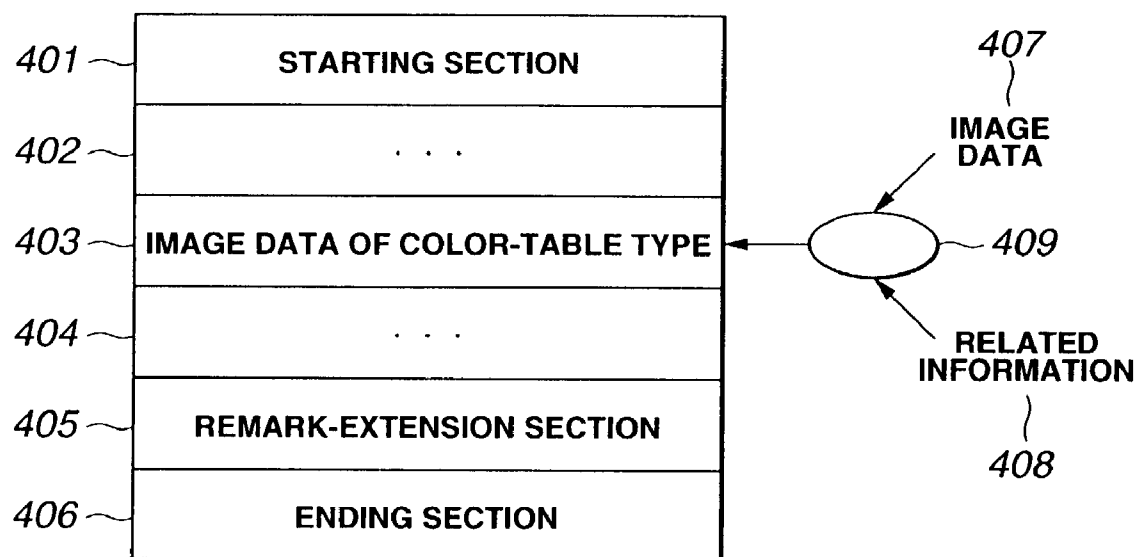 401 STARTING SECTION
402 . . .
403 IMAGE DATA OF COLOR-TABLE TYPE
404 . . .
405 REMARK-EXTENSION SECTION
406 ENDING SECTION
407
IMAGE
DATA
409
RELATED
INFORMATION
408